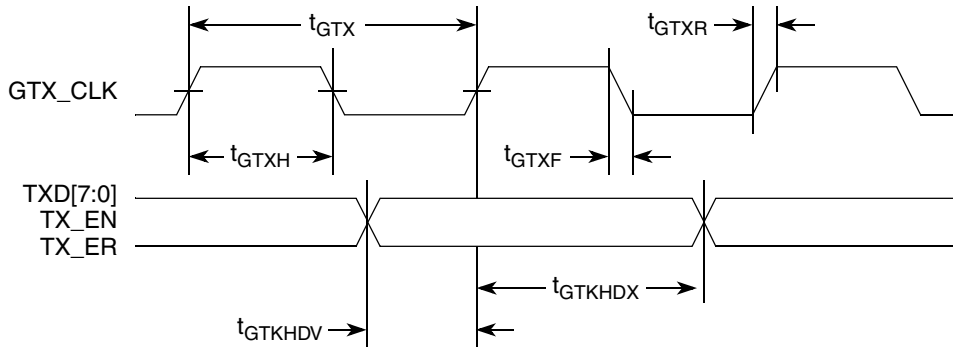 tGTX
tGTXR
GTX_CLK
tGTXH
tGTXF
TXD[7:0]
TX_EN
TX_ER
tGTKHDX
tGTKHDV